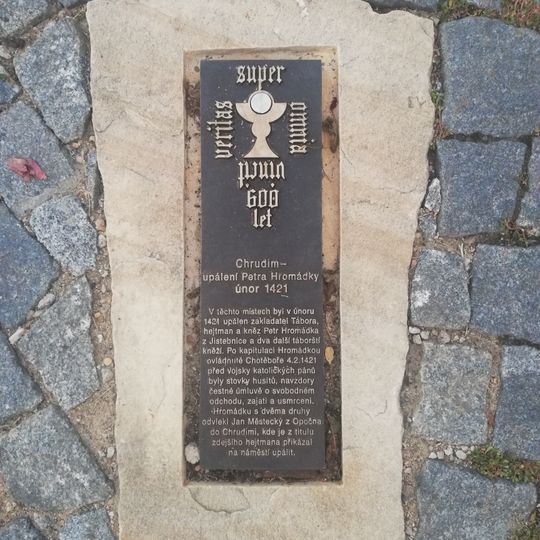 super
veritas
omnia
vincit
600
let
Chrudim–
upálení Petra Hromádky
únor 1421
V těchto místech byl v únoru
1421 upálen zakladatel Tábora,
hejtman a kněz Petr Hromádka
z Jistebnice a dva další táborští
kněží. Po kapitulaci Hromádkou
ovládnuté Chotěboře 4.2.1421
před vojsky katolických pánů
byly stovky husitů, navzdory
čestné úmluvě o svobodném
odchodu, zajati a usmrceni.
Hromádku s dvěma druhy
odvlekl Jan Městecký z Opočna
do Chrudimi, kde je z titulu
zdejšího hejtmana přikázal
na náměstí upálit.